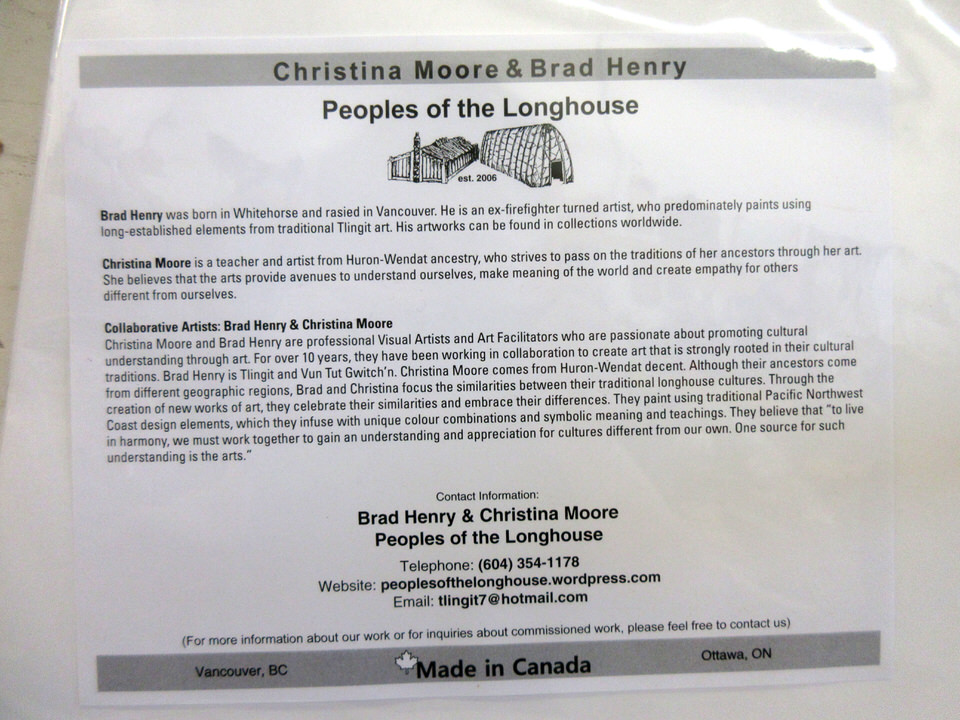 Christina Moore & Brad Henry
Peoples of the Longhouse
est. 2006
Brad Henry was born in Whitehorse and rasied in Vancouver. He is an ex-firefighter turned artist, who predominately paints using
long-established elements from traditional Tlingit art. His artworks can be found in collections worldwide.
Christina Moore is a teacher and artist from Huron-Wendat ancestry, who strives to pass on the traditions of her ancestors through her art.
She believes that the arts provide avenues to understand ourselves, make meaning of the world and create empathy for others
different from ourselves.
Collaborative Artists: Brad Henry & Christina Moore
Christina Moore and Brad Henry are professional Visual Artists and Art Facilitators who are passionate about promoting cultural
understanding through art. For over 10 years, they have been working in collaboration to create art that is strongly rooted in their cultural
traditions. Brad Henry is Tlingit and Vun Tut Gwitch'n. Christina Moore comes from Huron-Wendat decent. Although their ancestors come
from different geographic regions, Brad and Christina focus the similarities between their traditional longhouse cultures. Through the
creation of new works of art, they celebrate their similarities and embrace their differences. They paint using traditional Pacific Northwest
Coast design elements, which they infuse with unique colour combinations and symbolic meaning and teachings. They believe that "to live
in harmony, we must work together to gain an understanding and appreciation for cultures different from our own. One source for such
understanding is the arts."
Contact Information:
Brad Henry & Christina Moore
Peoples of the Longhouse
Telephone: (604) 354-1178
Website: peoplesofthelonghouse.wordpress.com
Email: tlingit7@hotmail.com
(For more information about our work or for inquiries about commissioned work, please feel free to contact us)
Vancouver, BC Made in Canada Ottawa, ON